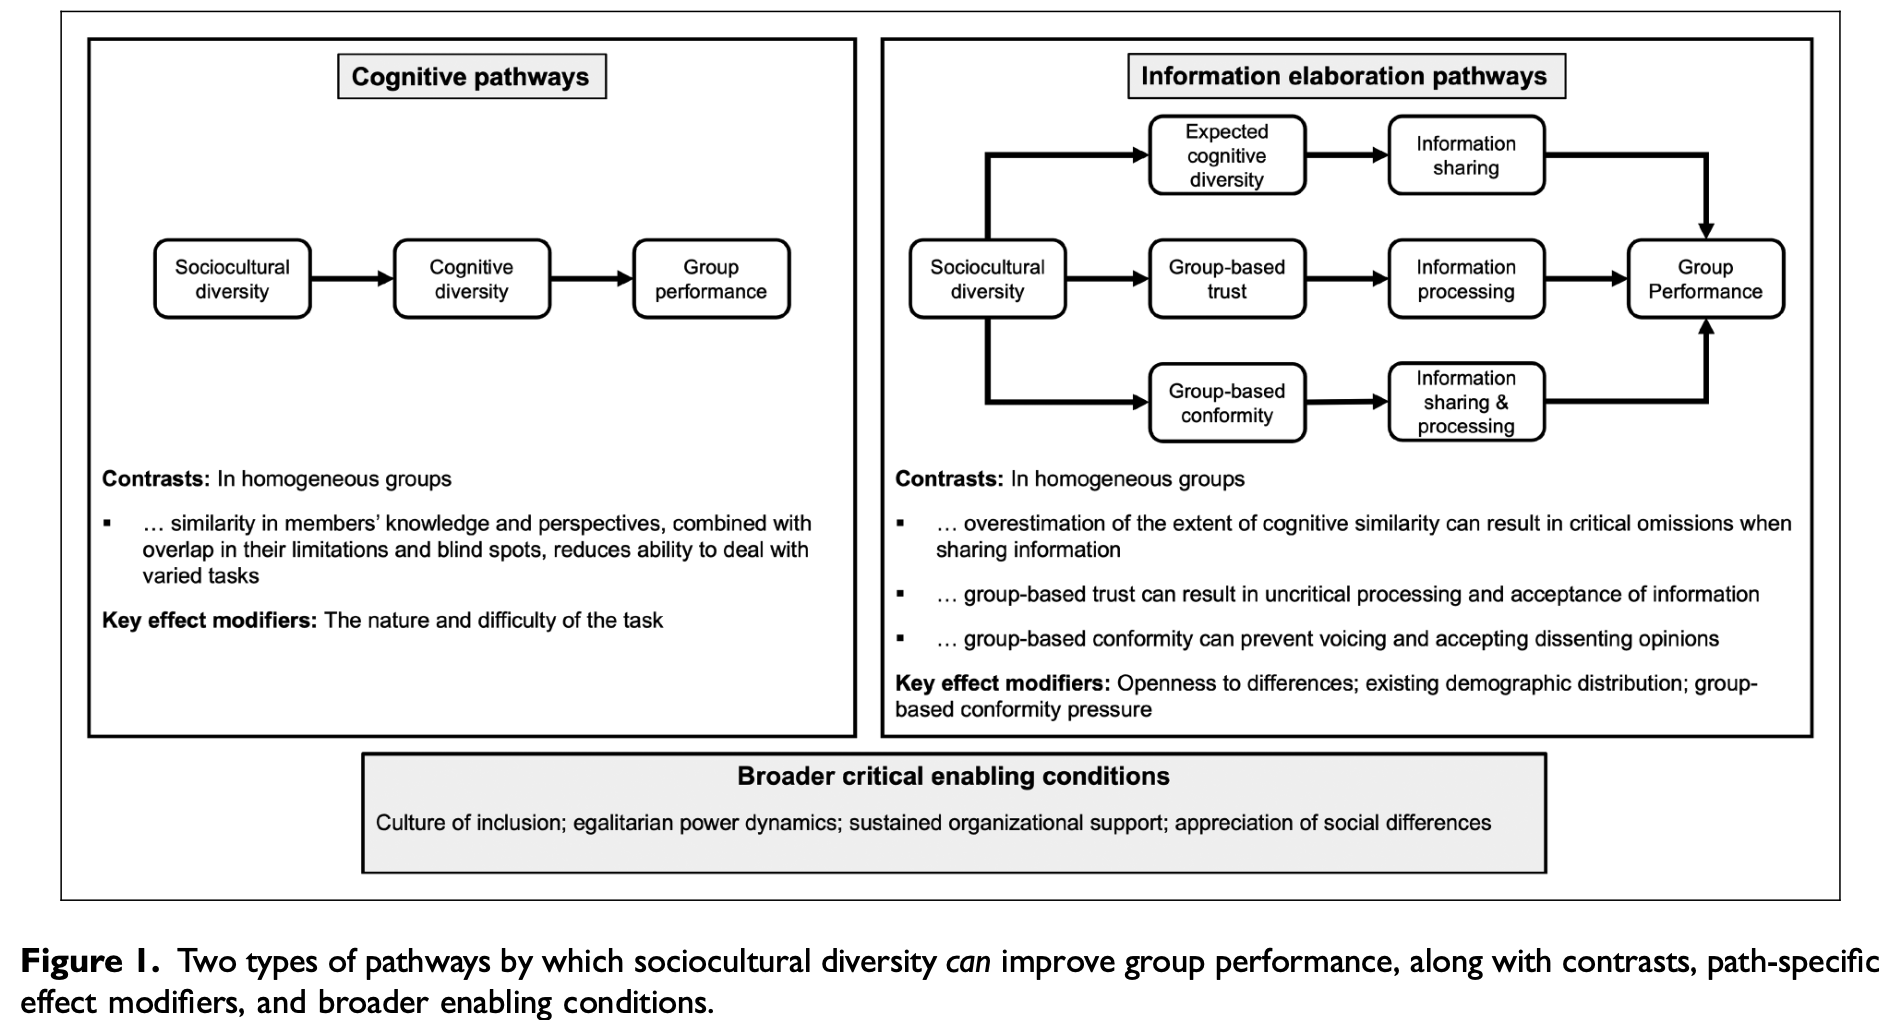 Cognitive pathways
Sociocultural
diversity
Cognitive
diversity
Group
performance
Contrasts: In homogeneous groups
▪ … similarity in members’ knowledge and perspectives, combined with
overlap in their limitations and blind spots, reduces ability to deal with
varied tasks
Key effect modifiers: The nature and difficulty of the task
Information elaboration pathways
Expected
cognitive
diversity
Information
sharing
Sociocultural
diversity
Group-based
trust
Information
processing
Group
Performance
Group-based
conformity
Information
sharing &
processing
Contrasts: In homogeneous groups
▪ … overestimation of the extent of cognitive similarity can result in critical omissions when
sharing information
▪ … group-based trust can result in uncritical processing and acceptance of information
▪ … group-based conformity can prevent voicing and accepting dissenting opinions
Key effect modifiers: Openness to differences; existing demographic distribution; group-
based conformity pressure
Broader critical enabling conditions
Culture of inclusion; egalitarian power dynamics; sustained organizational support; appreciation of social differences
Figure 1. Two types of pathways by which sociocultural diversity can improve group performance, along with contrasts, path-specific
effect modifiers, and broader enabling conditions.